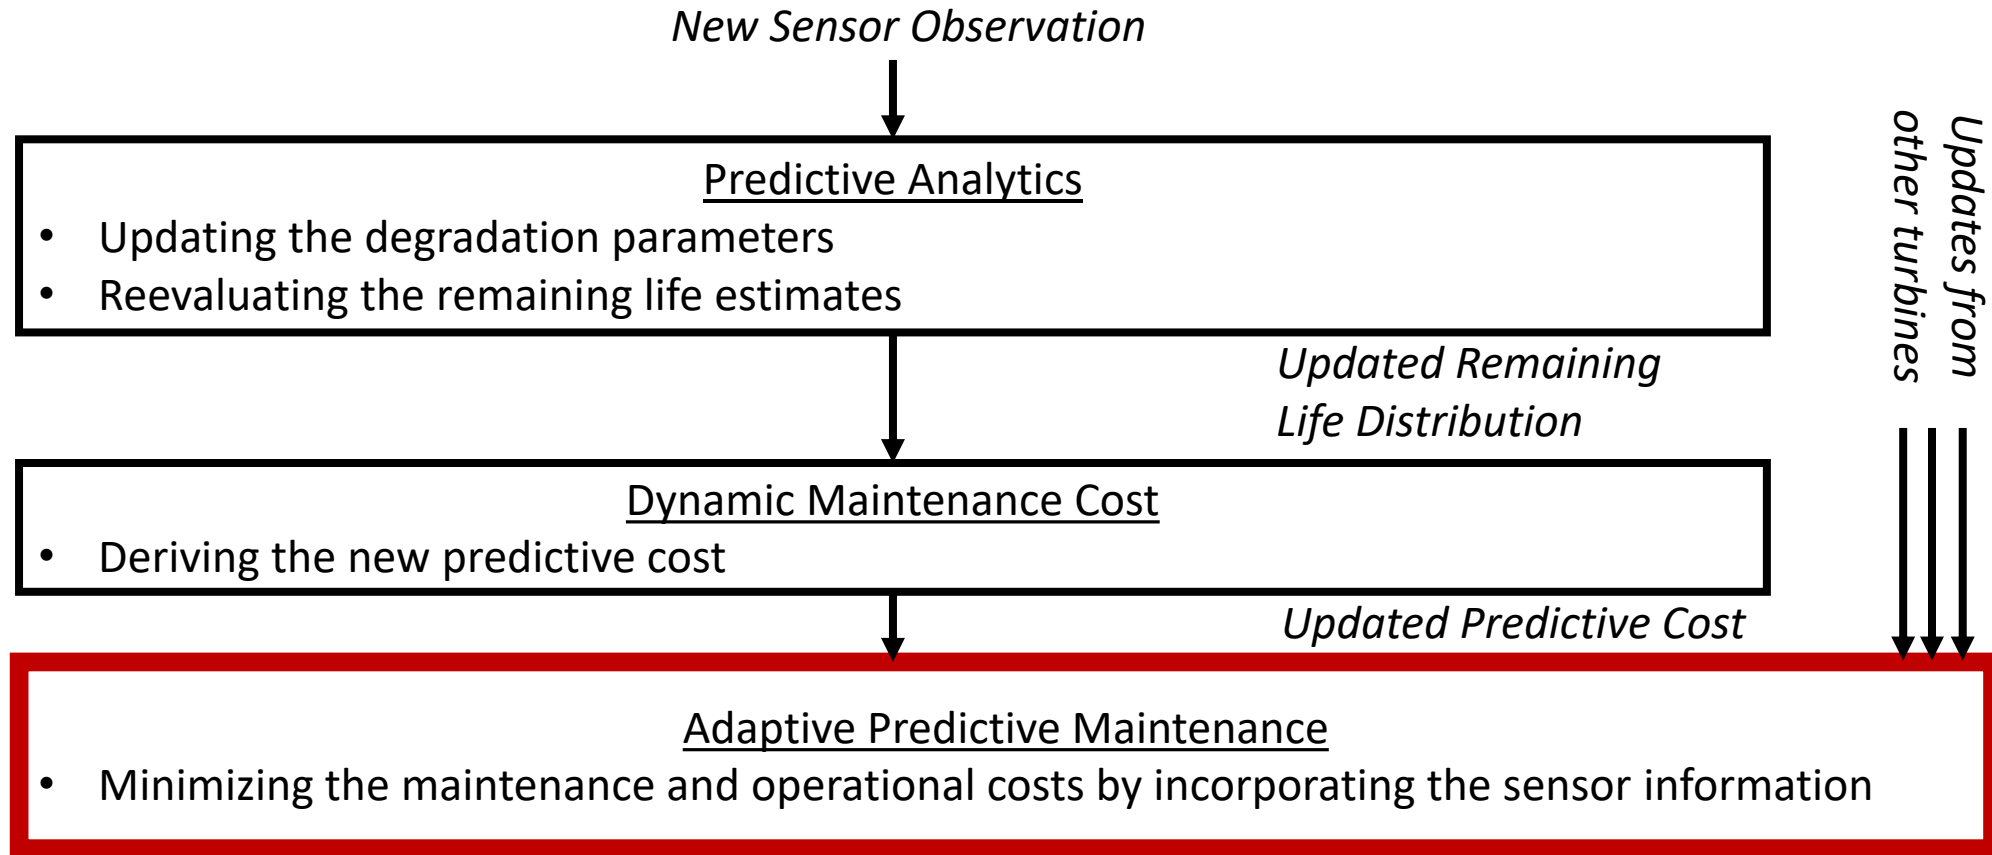 New Sensor Observation
Predictive Analytics
• Updating the degradation parameters
• Reevaluating the remaining life estimates
Updated Remaining
Life Distribution
Dynamic Maintenance Cost
• Deriving the new predictive cost
Updated Predictive Cost
Updates from
other turbines
Adaptive Predictive Maintenance
• Minimizing the maintenance and operational costs by incorporating the sensor information